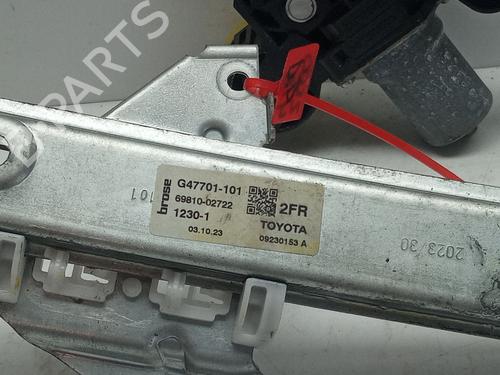 B-PARTS
101
brose
G47701-101
69810-02722
1230-1
03.10.23
2FR
TOYOTA
09230153 A
2023/30